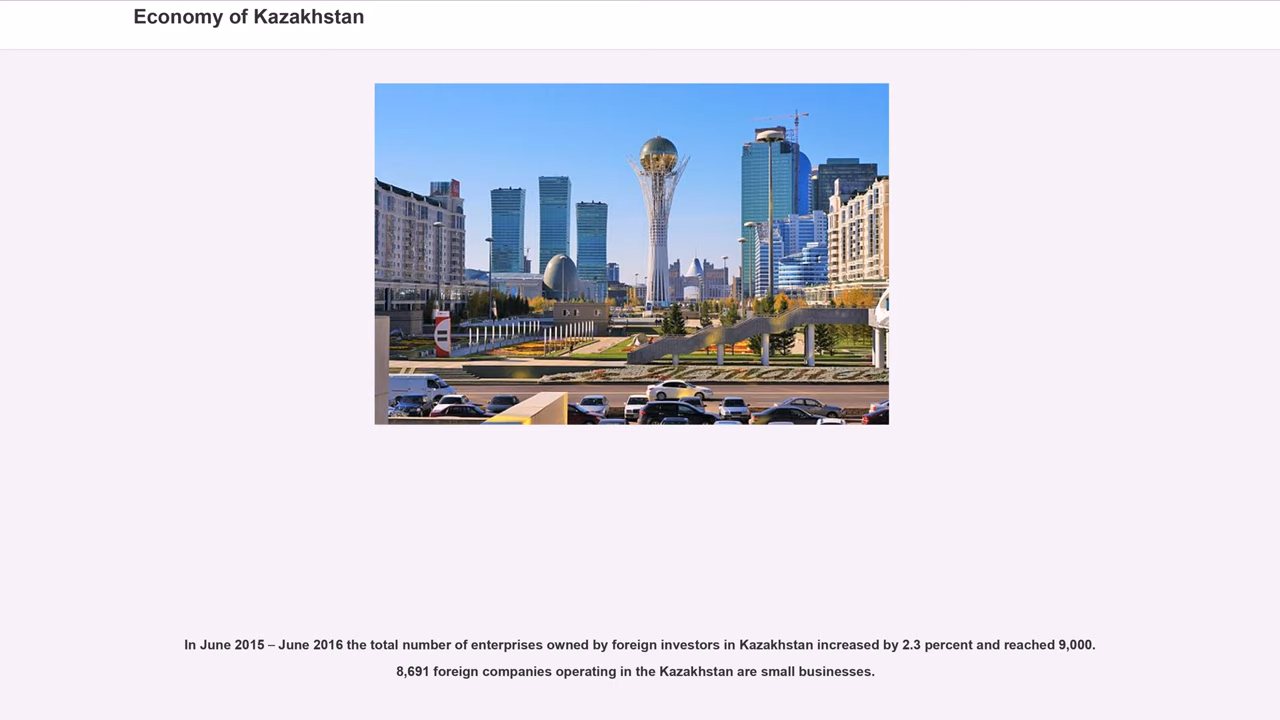 Economy of Kazakhstan
In June 2015 – June 2016 the total number of enterprises owned by foreign investors in Kazakhstan increased by 2.3 percent and reached 9,000.
8,691 foreign companies operating in the Kazakhstan are small businesses.